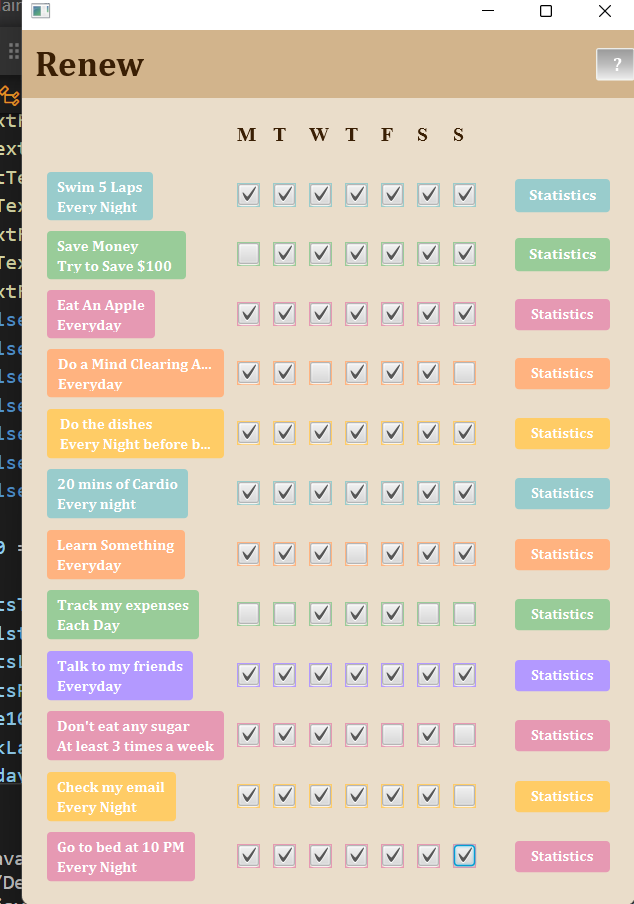 Renew
?
M T W T F S S
Swim 5 Laps
Every Night
Statistics
Save Money
Try to Save $100
Statistics
Eat An Apple
Everyday
Statistics
Do a Mind Clearing A...
Everyday
Statistics
Do the dishes
Every Night before b...
Statistics
20 mins of Cardio
Every night
Statistics
Learn Something
Everyday
Statistics
Track my expenses
Each Day
Statistics
Talk to my friends
Everyday
Statistics
Don't eat any sugar
At least 3 times a week
Statistics
Check my email
Every Night
Statistics
Go to bed at 10 PM
Every Night
Statistics